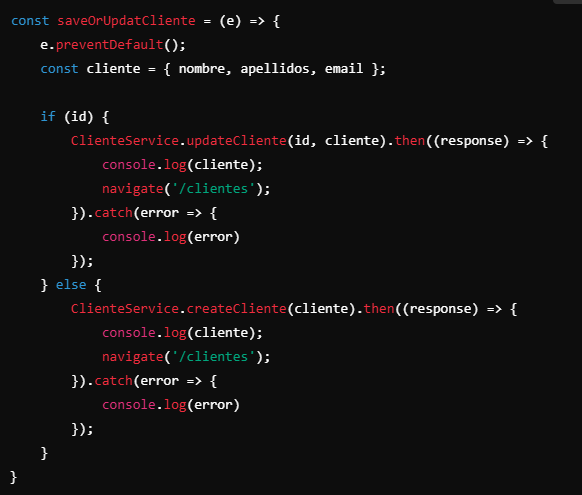 const saveOrUpdatCliente = (e) => {
    e.preventDefault();
    const cliente = { nombre, apellidos, email };

    if (id) {
        ClienteService.updateCliente(id, cliente).then((response) => {
            console.log(cliente);
            navigate('/clientes');
        }).catch(error => {
            console.log(error)
        });
    } else {
        ClienteService.createCliente(cliente).then((response) => {
            console.log(cliente);
            navigate('/clientes');
        }).catch(error => {
            console.log(error)
        });
    }
}